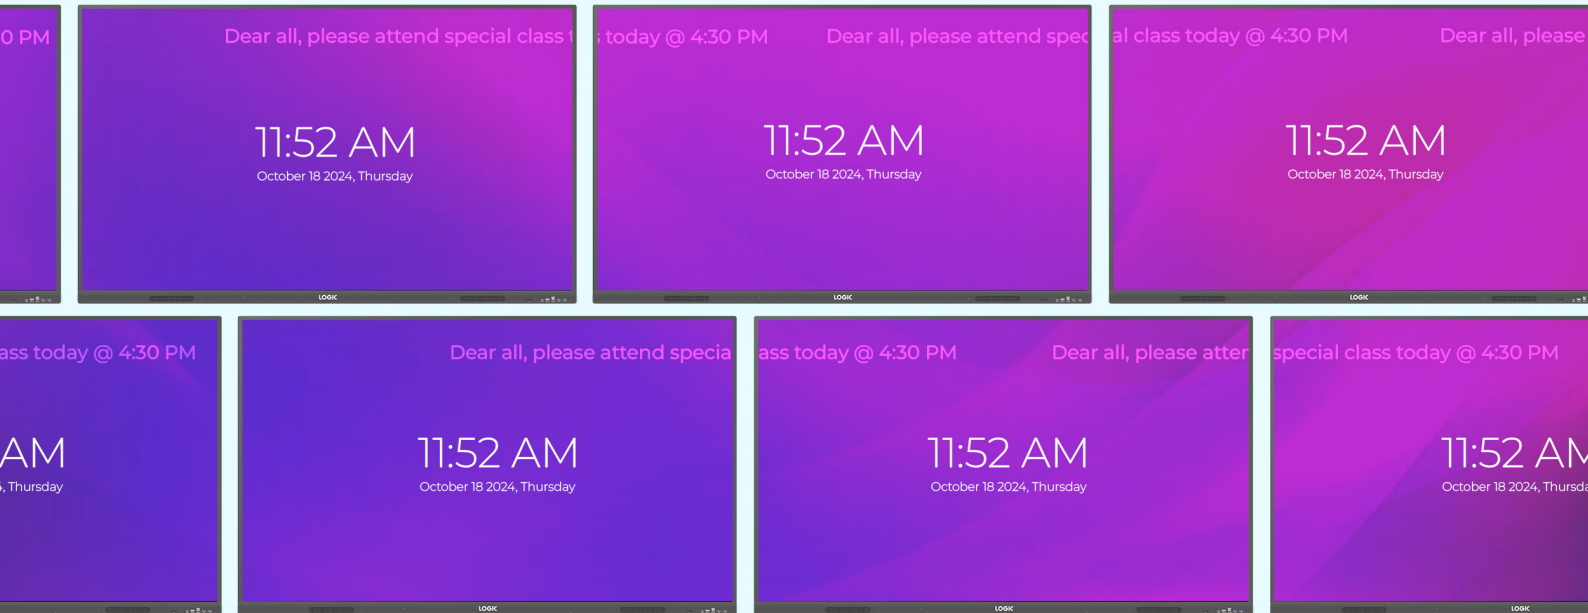 0 PM
Dear all, please attend special class t
s today @ 4:30 PM Dear all, please attend spec
al class today @ 4:30 PM Dear all, please
11:52 AM
October 18 2024, Thursday
11:52 AM
October 18 2024, Thursday
11:52 AM
October 18 2024, Thursday
LOGIC
LOGIC
LOGIC
ass today @ 4:30 PM
Dear all, please attend specia
ass today @ 4:30 PM Dear all, please atten
special class today @ 4:30 PM
AM
, Thursday
11:52 AM
October 18 2024, Thursday
11:52 AM
October 18 2024, Thursday
11:52 AM
October 18 2024, Thursda
LOGIC
LOGIC
LOGIC